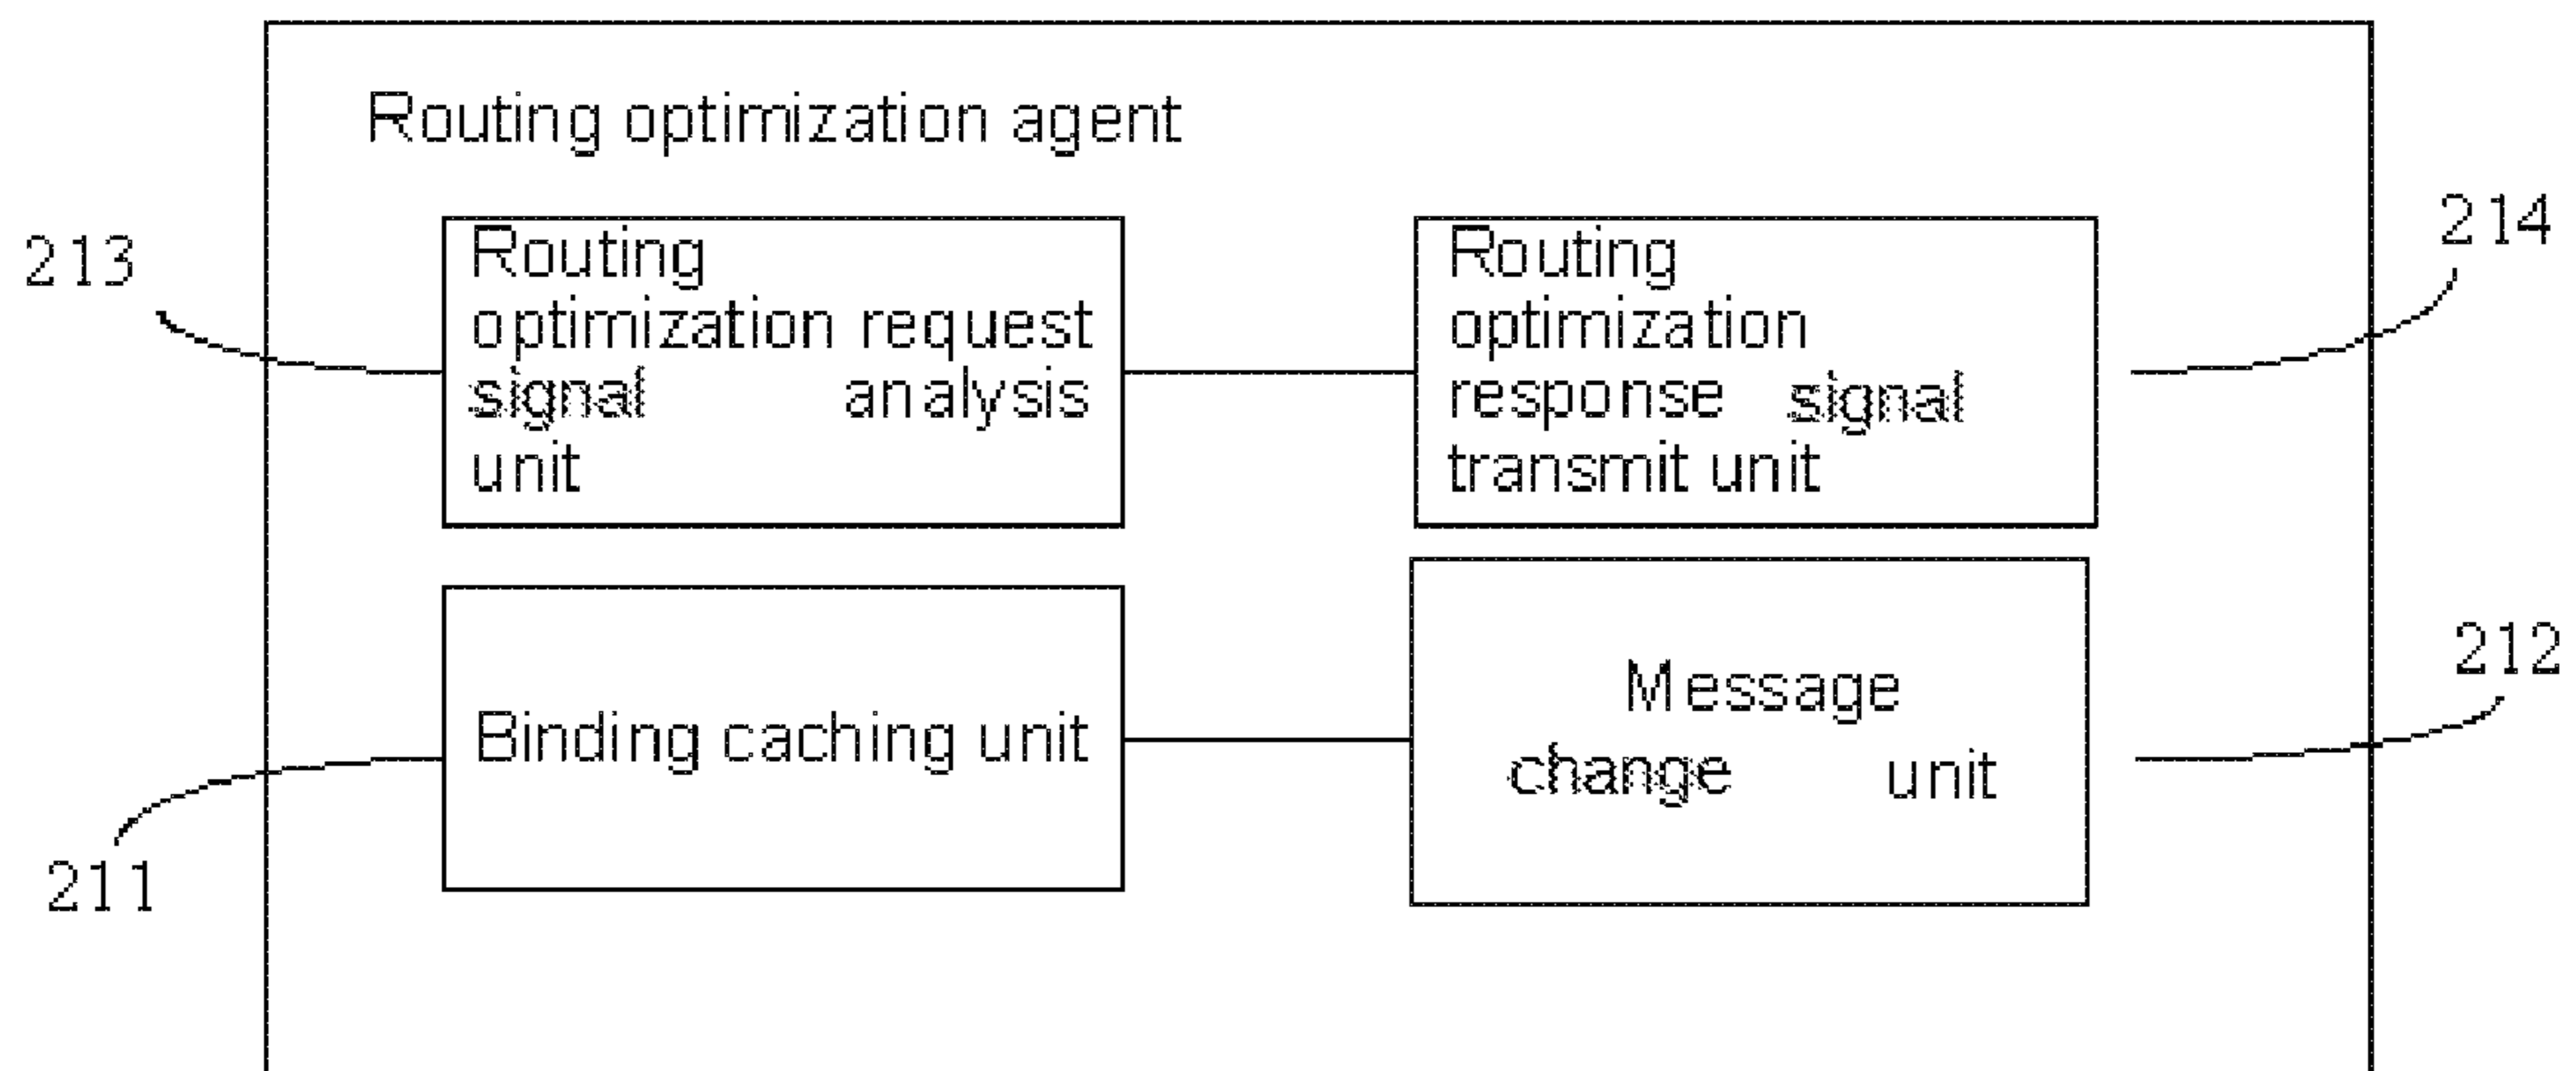 Routing optimization agent
213
Routing
optimization request
signal analysis
unit
Routing
optimization
response signal
transmit unit
214
Binding caching unit
211
Message
change unit
212